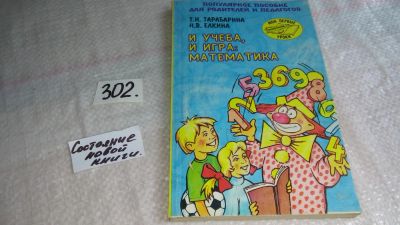 ПОПУЛЯРНОЕ ПОСОБИЕ
ДЛЯ РОДИТЕЛЕЙ И ПЕДАГОГОВ
Т.И. ТАРАБАРИНА
Н.В. ЕЛКИНА
И УЧЕБА,
И ИГРА:
МАТЕМАТИКА
302.
Состояние
новой
книги.